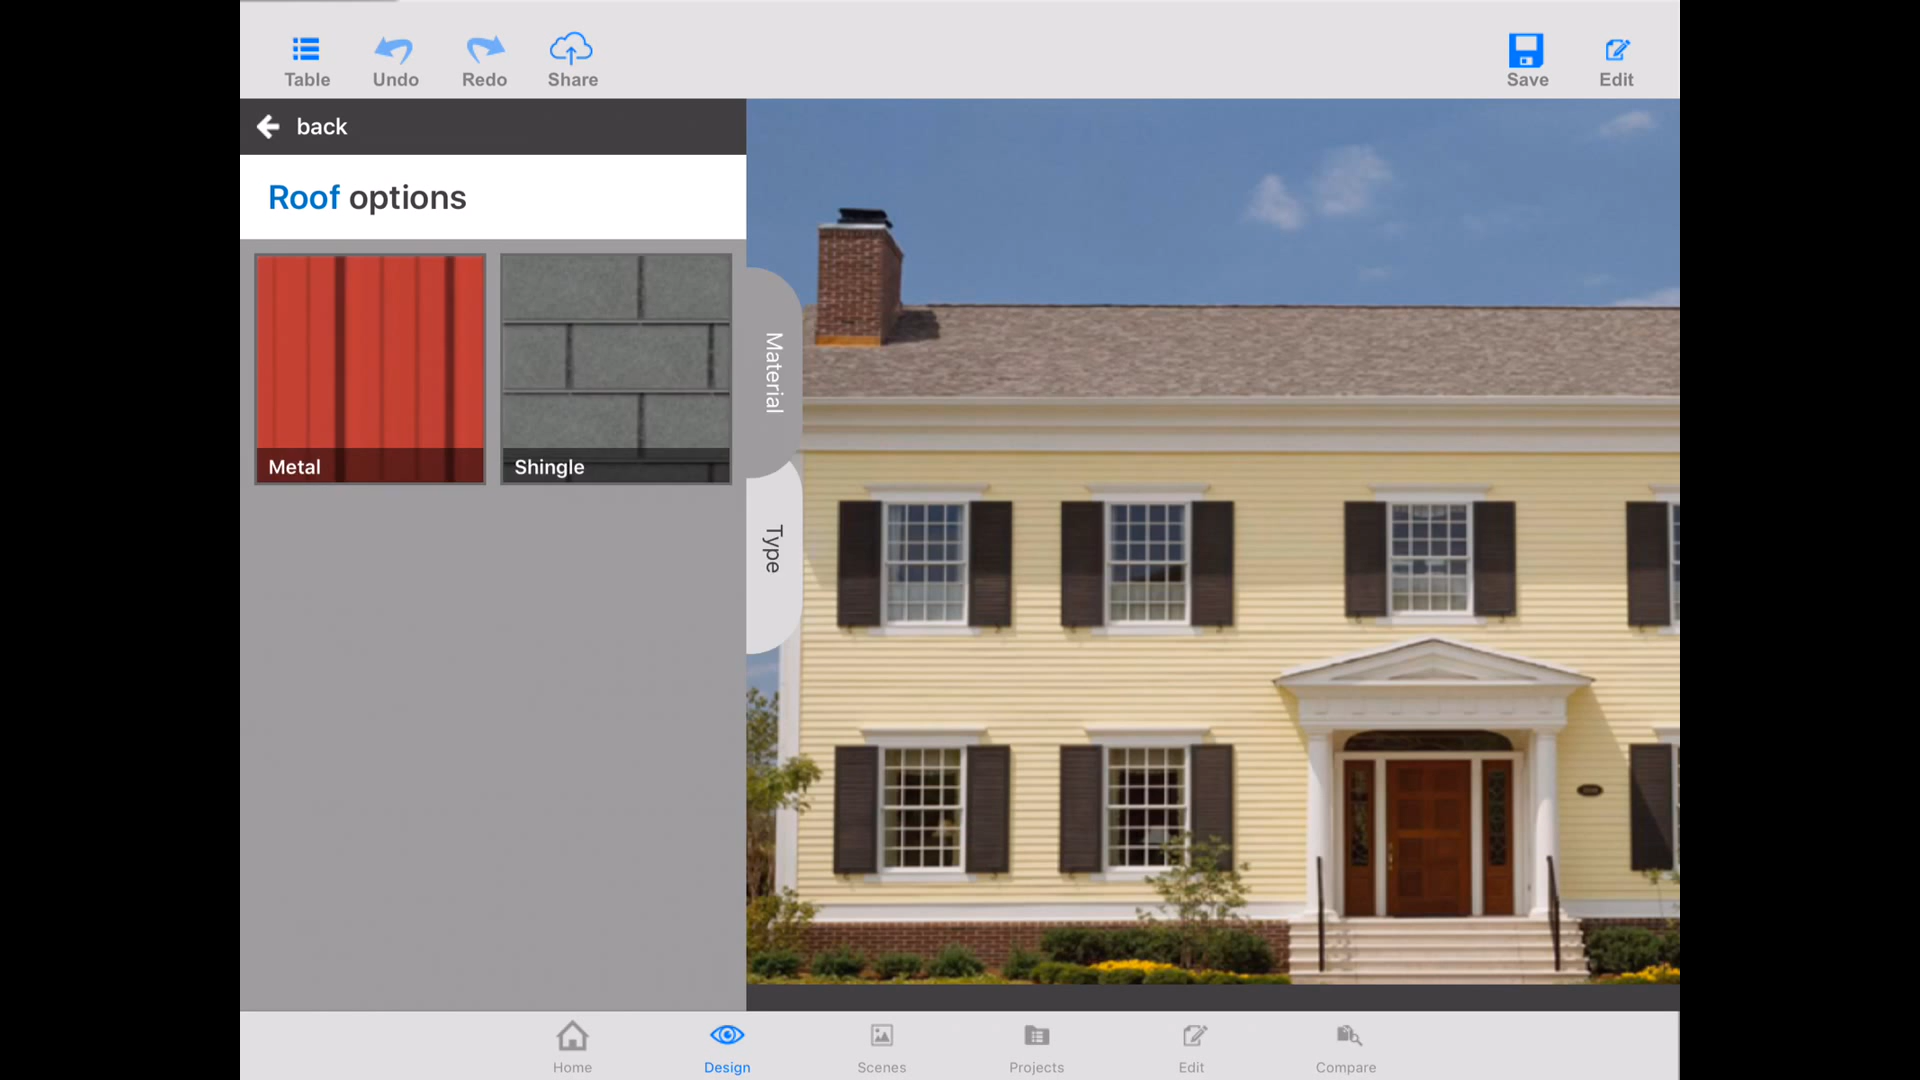 Table Undo Redo Share Save Edit
back
Roof options
Metal
Shingle
Material
Type
Home Design Scenes Projects Edit Compare